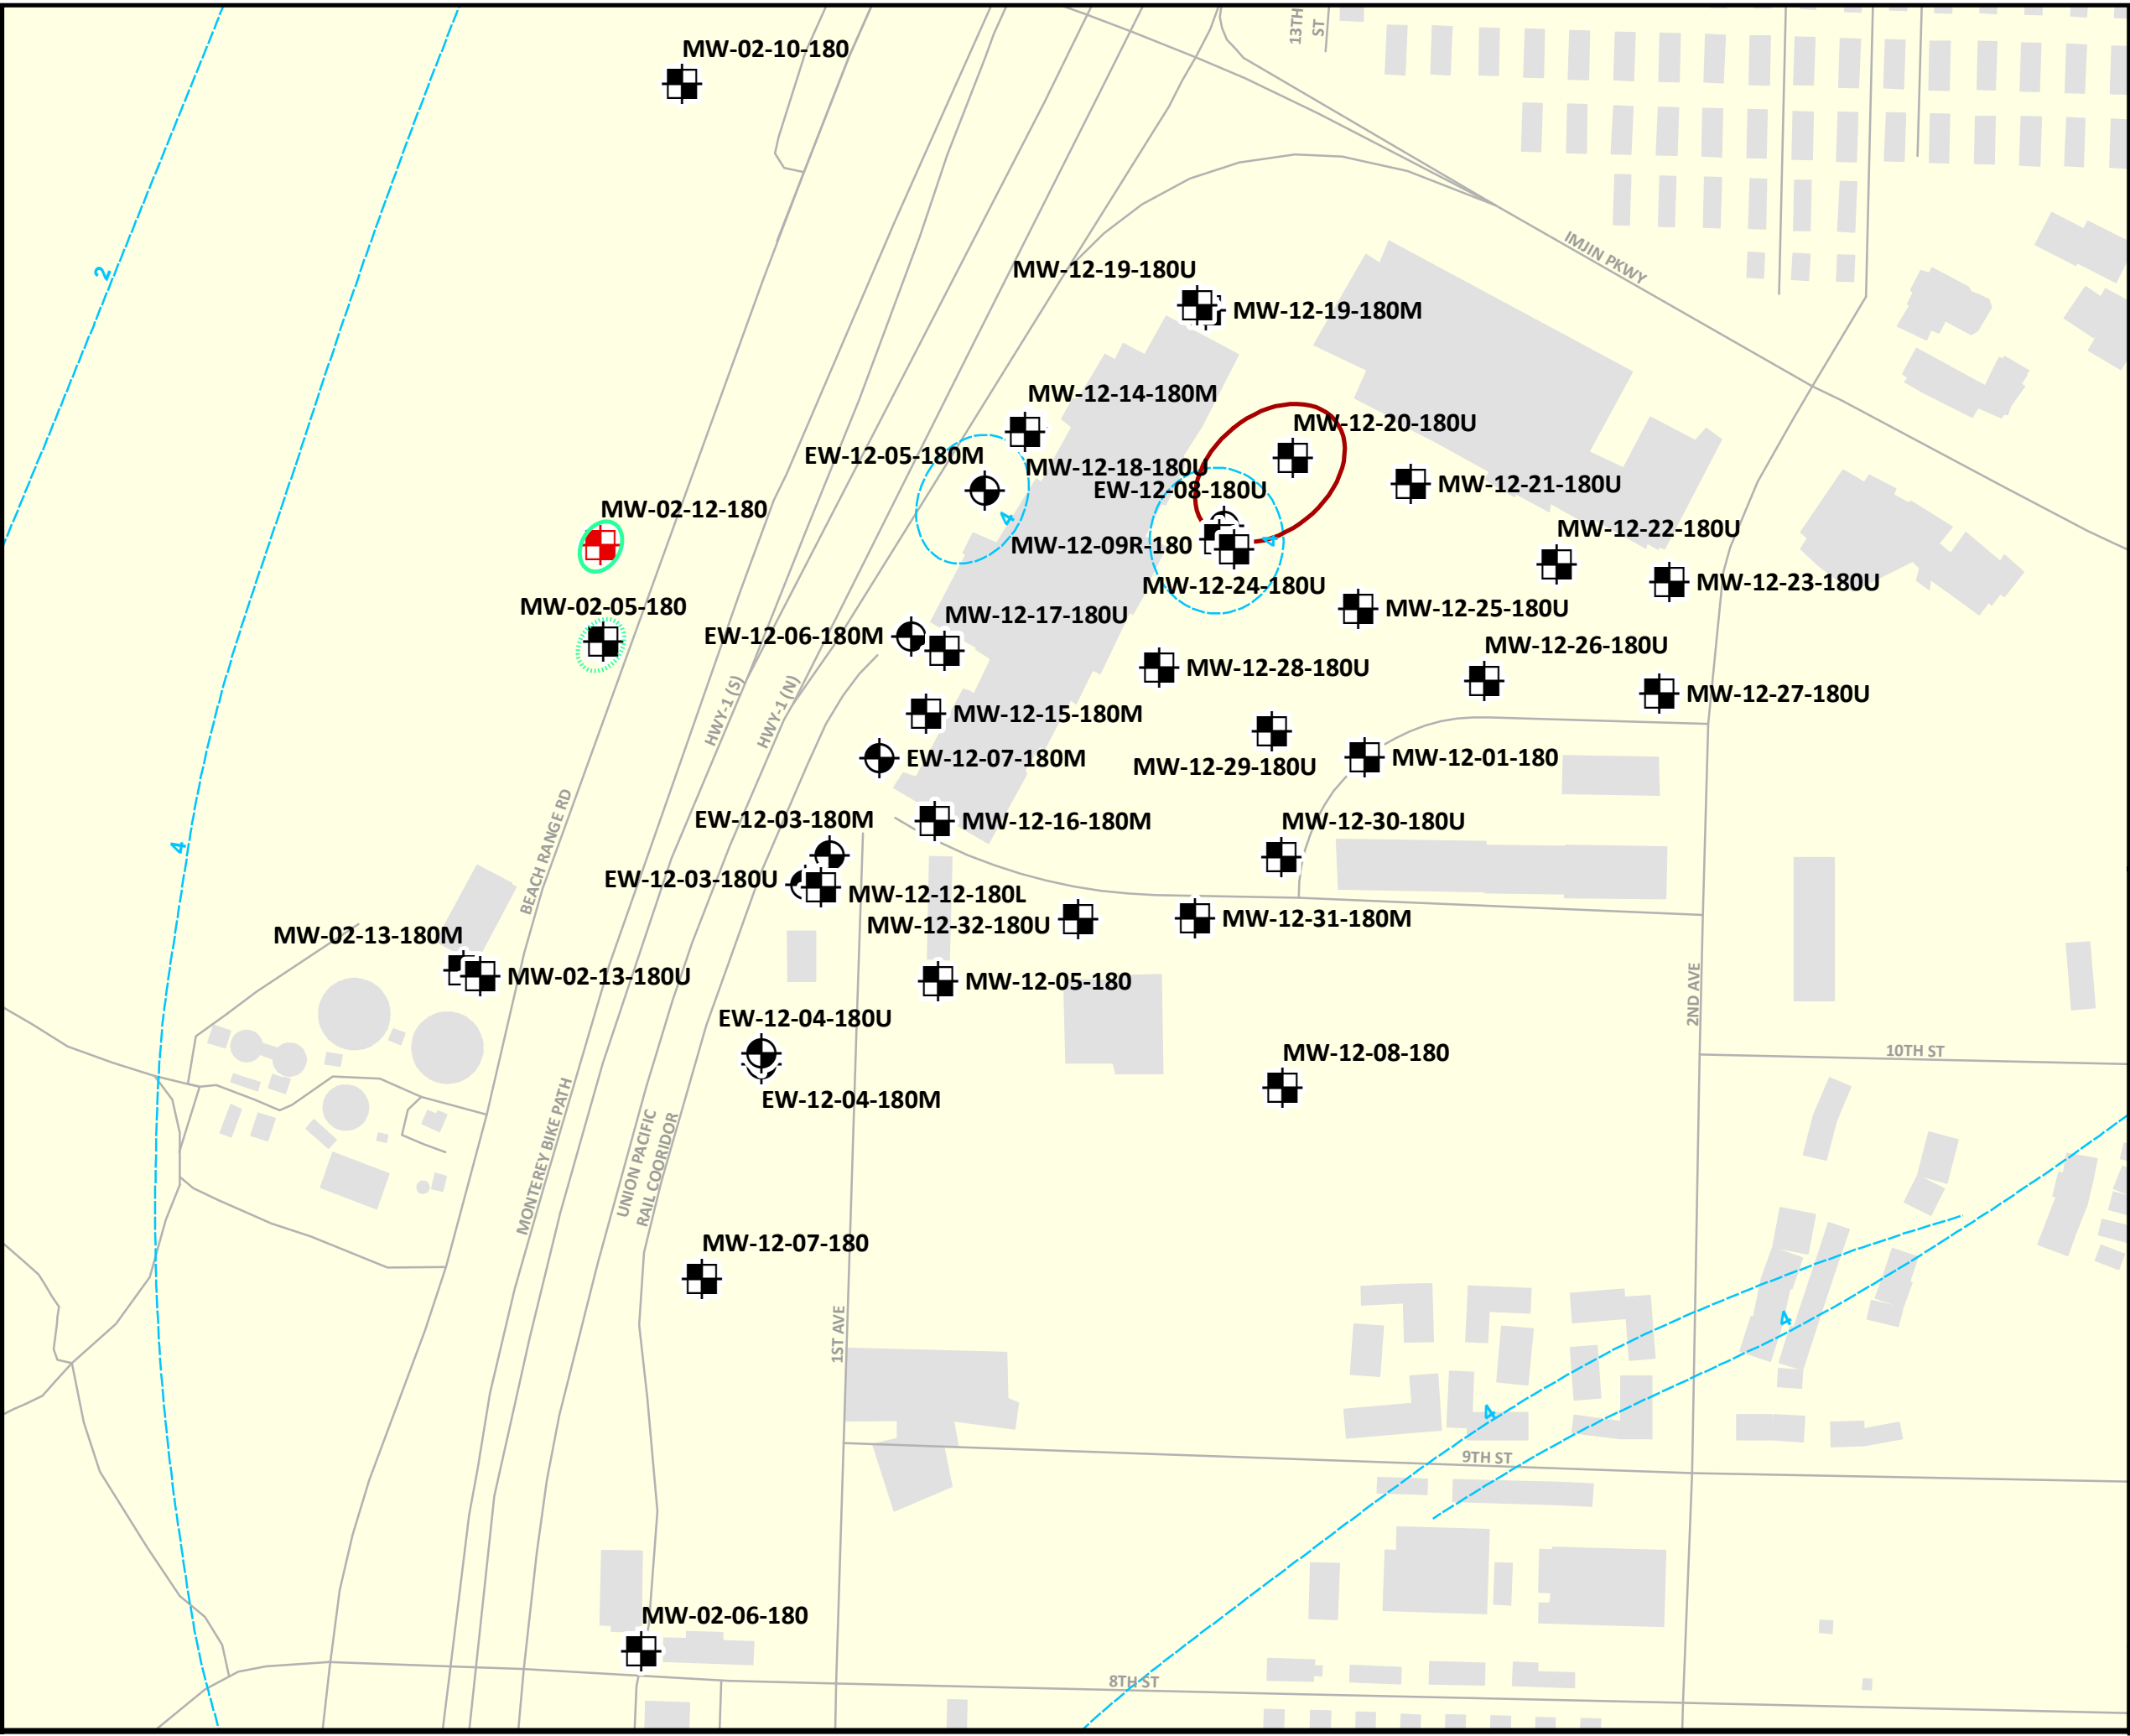 13TH
ST
MW-02-10-180
2
IMJIN PKWY
MW-12-19-180U
MW-12-19-180M
MW-12-14-180M
MW-12-20-180U
EW-12-05-180M
MW-12-18-180U
MW-12-21-180U
EW-12-08-180U
MW-02-12-180
4
MW-12-22-180U
MW-12-09R-180
4
MW-12-24-180U
MW-12-23-180U
MW-02-05-180
MW-12-17-180U
MW-12-25-180U
EW-12-06-180M
MW-12-26-180U
MW-12-28-180U
MW-12-27-180U
HWY-1 (S)
HWY-1 (N)
MW-12-15-180M
EW-12-07-180M
MW-12-29-180U
MW-12-01-180
EW-12-03-180M
MW-12-16-180M
MW-12-30-180U
4
BEACH RANGE RD
EW-12-03-180U
MW-12-12-180L
MW-12-32-180U
MW-12-31-180M
MW-02-13-180M
MW-02-13-180U
MW-12-05-180
2ND AVE
EW-12-04-180U
MW-12-08-180
10TH ST
EW-12-04-180M
MONTEREY BIKE PATH
UNION PACIFIC
RAIL COORIDOR
MW-12-07-180
1ST AVE
4
4
9TH ST
MW-02-06-180
8TH ST